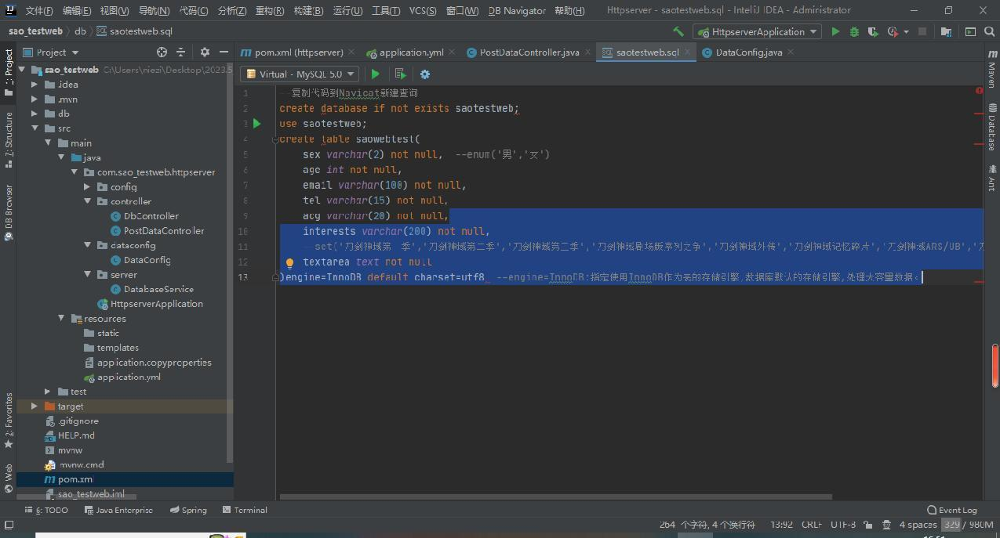 文件(F) 编辑(E) 视图(V) 导航(N) 代码(C) 分析(Z) 重构(R) 构建(B) 运行(U) 工具(T) VCS(S) 窗口(W) DB Navigator 帮助(H) Httpserver - saotestweb.sql - IntelliJ IDEA - Administrator
sao_testweb db saotestweb.sql HttpserverApplication
Project pom.xml (httpserver) application.yml PostDataController.java saotestweb.sql DataConfig.java
Virtual - MySQL 5.0
1: Project
7: Structure
DB Browser
2: Favorites
Web
sao_testweb C:\Users\niezi\Desktop\2023.5
.idea
.mvn
db
src
main
java
com.sao_testweb.httpserver
config
controller
DbController
PostDataController
dataconfig
DataConfig
server
DatabaseService
HttpserverApplication
resources
static
templates
application.copyproperties
application.yml
test
target
.gitignore
HELP.md
mvnw
mvnw.cmd
pom.xml
sao_testweb.iml
1 --复制代码到Navicat新建查询
2 create database if not exists saotestweb;
3 use saotestweb;
4 create table saowebtest(
5 sex varchar(2) not null, --enum('男','女')
6 age int not null,
7 email varchar(100) not null,
8 tel varchar(15) not null,
9 acg varchar(20) not null,
10 interests varchar(200) not null,
11 --set('刀剑神域第一季','刀剑神域第二季','刀剑神域第三季','刀剑神域剧场版序列之争','刀剑神域外传','刀剑神域记忆碎片','刀剑神域ARS/UB','刀
12 textarea text not null
13 )engine=InnoDB default charset=utf8 --engine=InnoDB:指定使用InnoDB作为表的存储引擎,数据库默认的存储引擎,处理大容量数据。
Maven
Database
Ant
6: TODO Java Enterprise Spring Terminal Event Log
264 个字符, 4 个换行符 13:92 CRLF UTF-8 4 spaces 329 / 980M